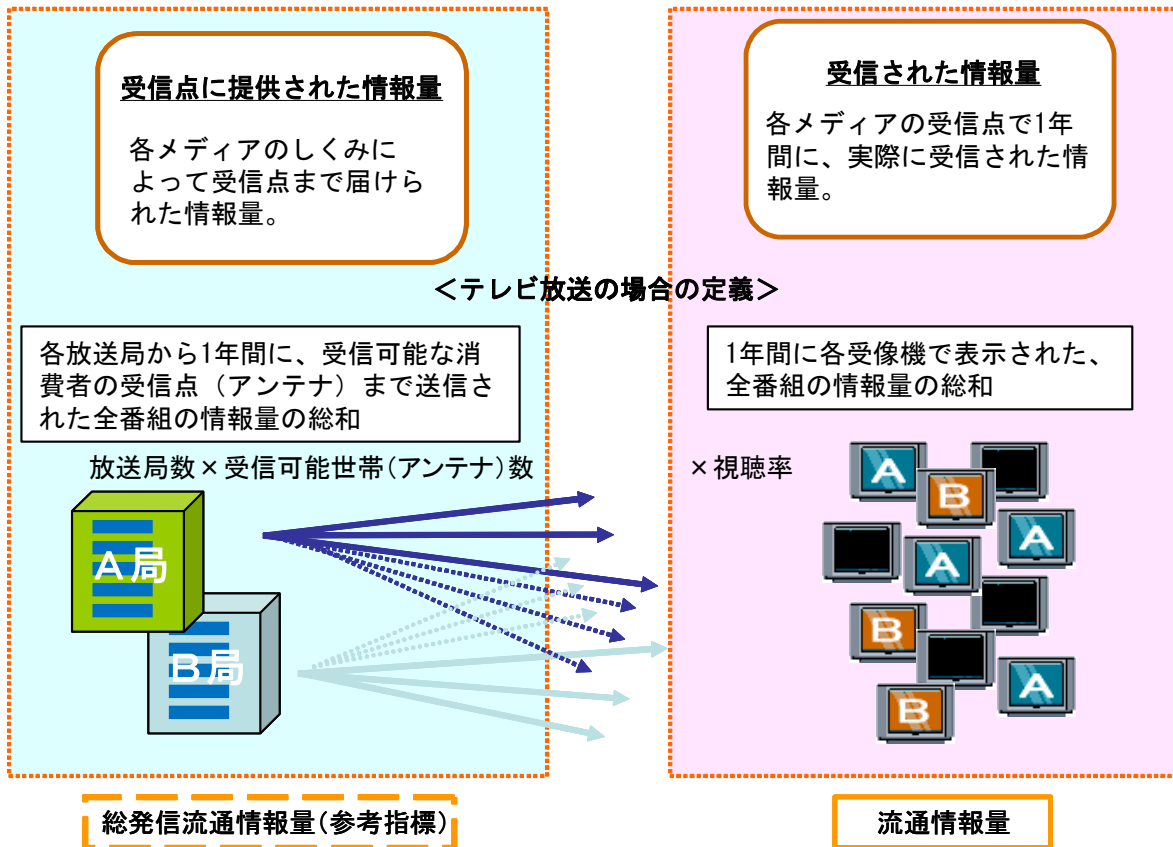 受信点に提供された情報量
各メディアのしくみに
よって受信点まで届けら
れた情報量。
受信された情報量
各メディアの受信点で1年
間に、実際に受信された情
報量。
＜テレビ放送の場合の定義＞
各放送局から1年間に、受信可能な消
費者の受信点（アンテナ）まで送信さ
れた全番組の情報量の総和
放送局数×受信可能世帯(アンテナ)数
1年間に各受像機で表示された、
全番組の情報量の総和
×視聴率
A局
B局
A
B
A
A
B
A
B
総発信流通情報量(参考指標)
流通情報量